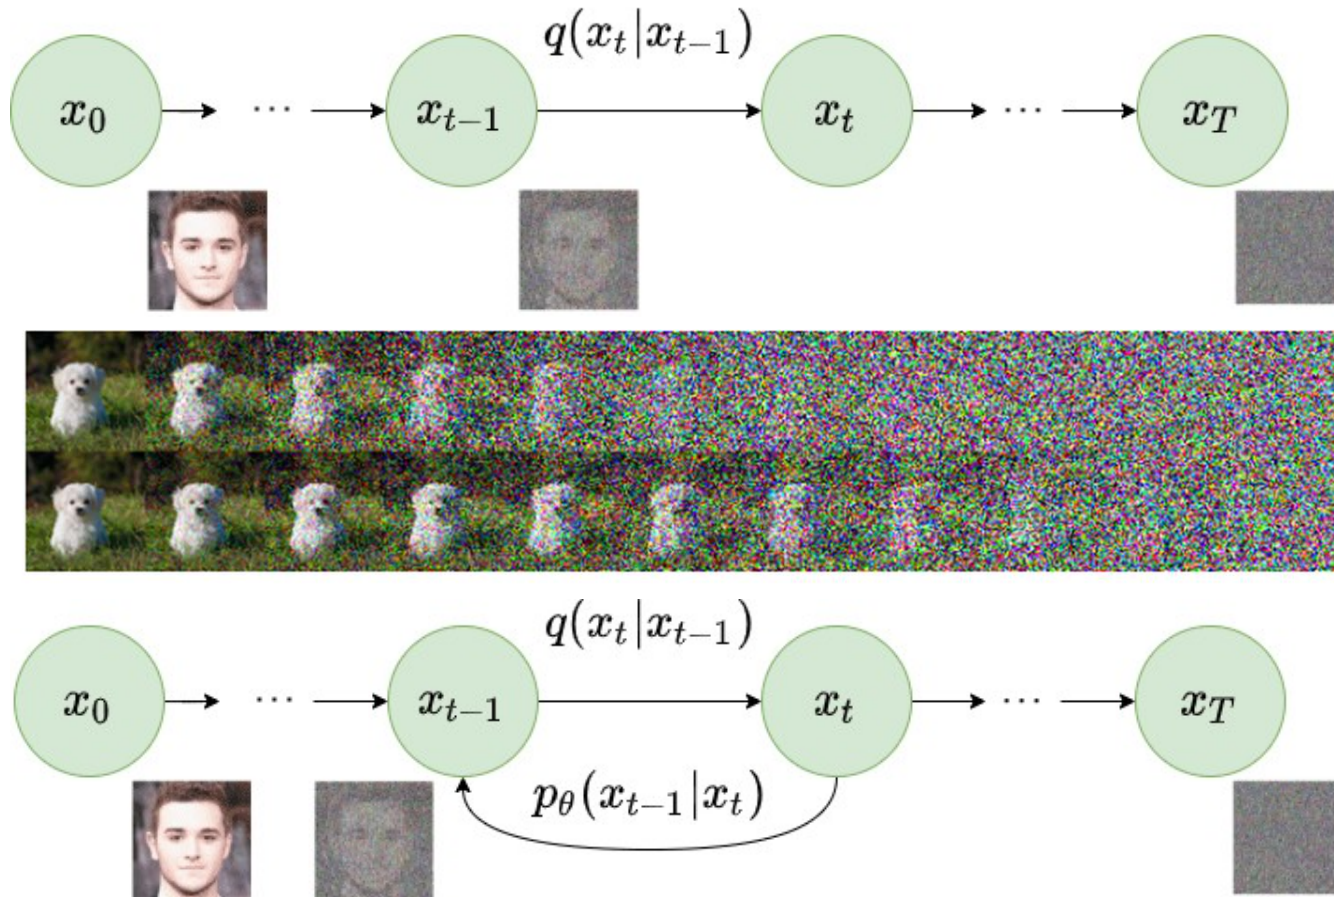 q(x_t|x_{t-1})
x_0 ··· x_{t-1} x_t ··· x_T
q(x_t|x_{t-1})
x_0 ··· x_{t-1} x_t ··· x_T
p_θ(x_{t-1}|x_t)